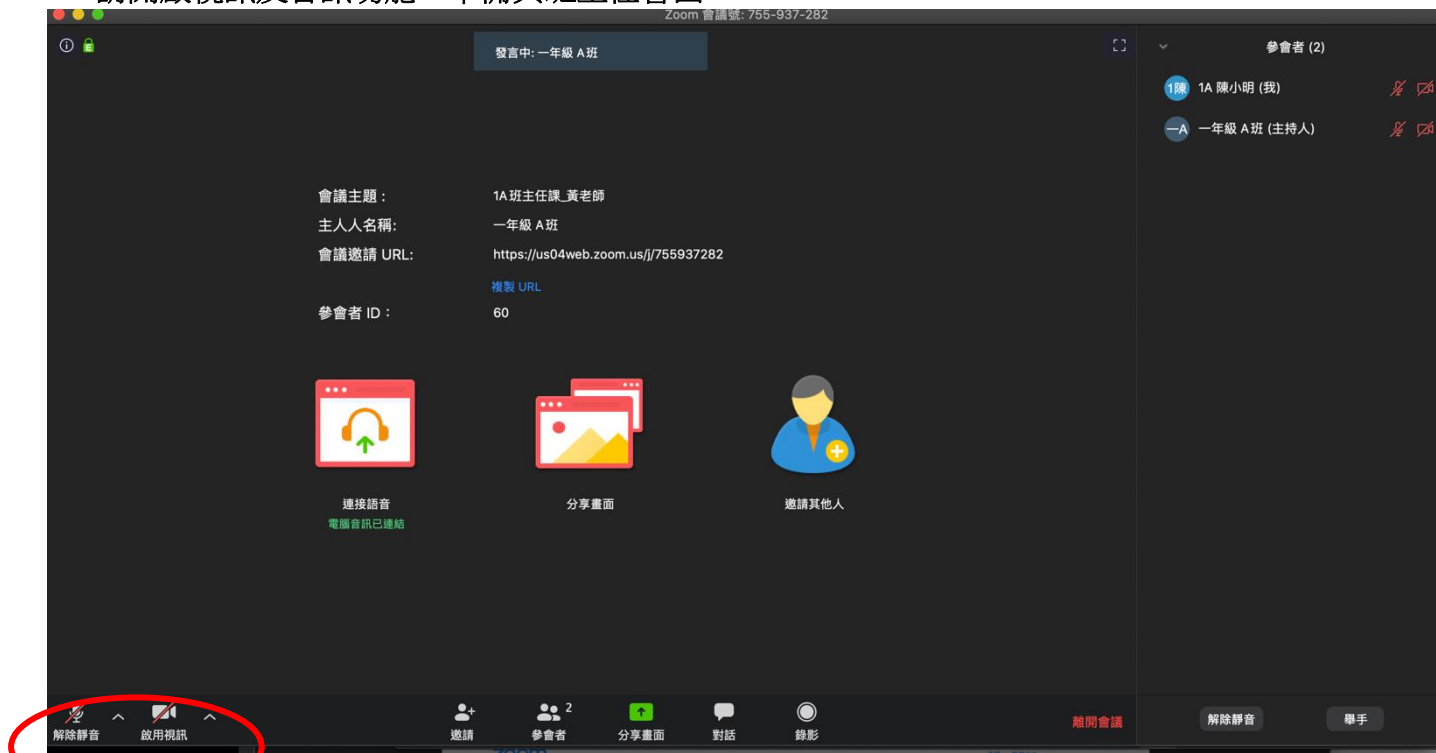 Zoom 會議號: 755-937-282
發言中: 一年級 A 班
會議主題 :
1A 班主任課_黃老師
主人人名稱:
一年級 A 班
會議邀請 URL:
https://us04web.zoom.us/j/755937282
複製 URL
參會者 ID :
60
連接語音
電腦音訊已連結
分享畫面
邀請其他人
參會者 (2)
1陳 1A 陳小明 (我)
一A 一年級 A 班 (主持人)
解除靜音
啟用視訊
邀請
2
參會者
分享畫面
對話
錄影
離開會議
解除靜音
舉手